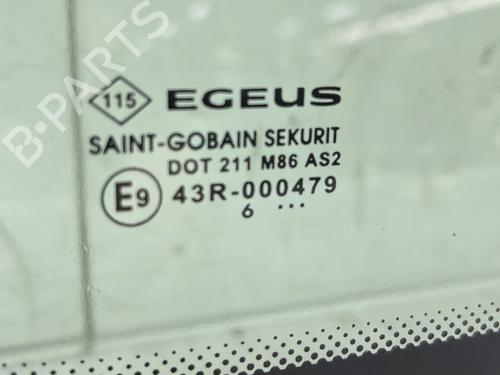 115 EGEUS
SAINT-GOBAIN SEKURIT
DOT 211 M86 AS2
E9 43R-000479
6 ...
B-PARTS